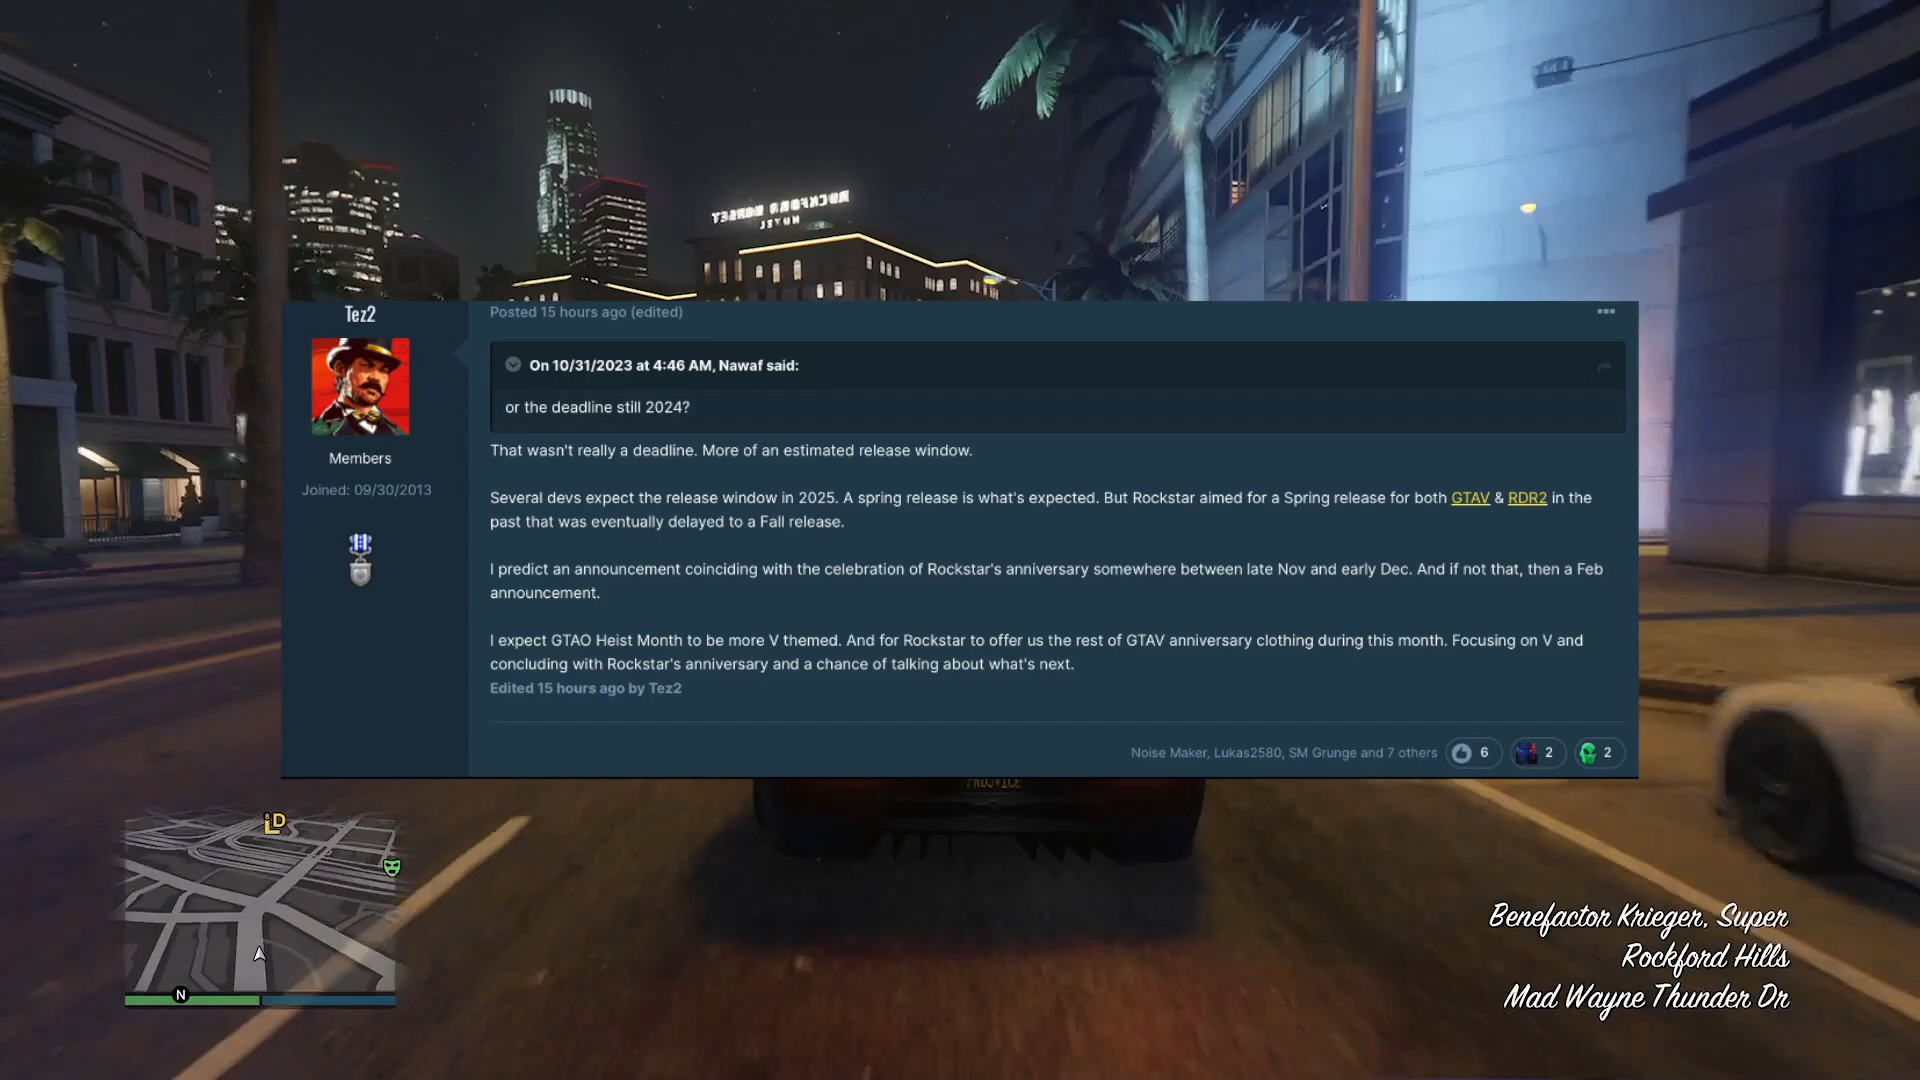 ROCKFORD DORSET
HOTEL
Tez2
Posted 15 hours ago (edited)
On 10/31/2023 at 4:46 AM, Nawaf said:
or the deadline still 2024?
Members
Joined: 09/30/2013
That wasn't really a deadline. More of an estimated release window.
Several devs expect the release window in 2025. A spring release is what's expected. But Rockstar aimed for a Spring release for both GTAV & RDR2 in the
past that was eventually delayed to a Fall release.
I predict an announcement coinciding with the celebration of Rockstar's anniversary somewhere between late Nov and early Dec. And if not that, then a Feb
announcement.
I expect GTAO Heist Month to be more V themed. And for Rockstar to offer us the rest of GTAV anniversary clothing during this month. Focusing on V and
concluding with Rockstar's anniversary and a chance of talking about what's next.
Edited 15 hours ago by Tez2
Noise Maker, Lukas2580, SM Grunge and 7 others 6 2 2
LD
N
Benefactor Krieger, Super
Rockford Hills
Mad Wayne Thunder Dr